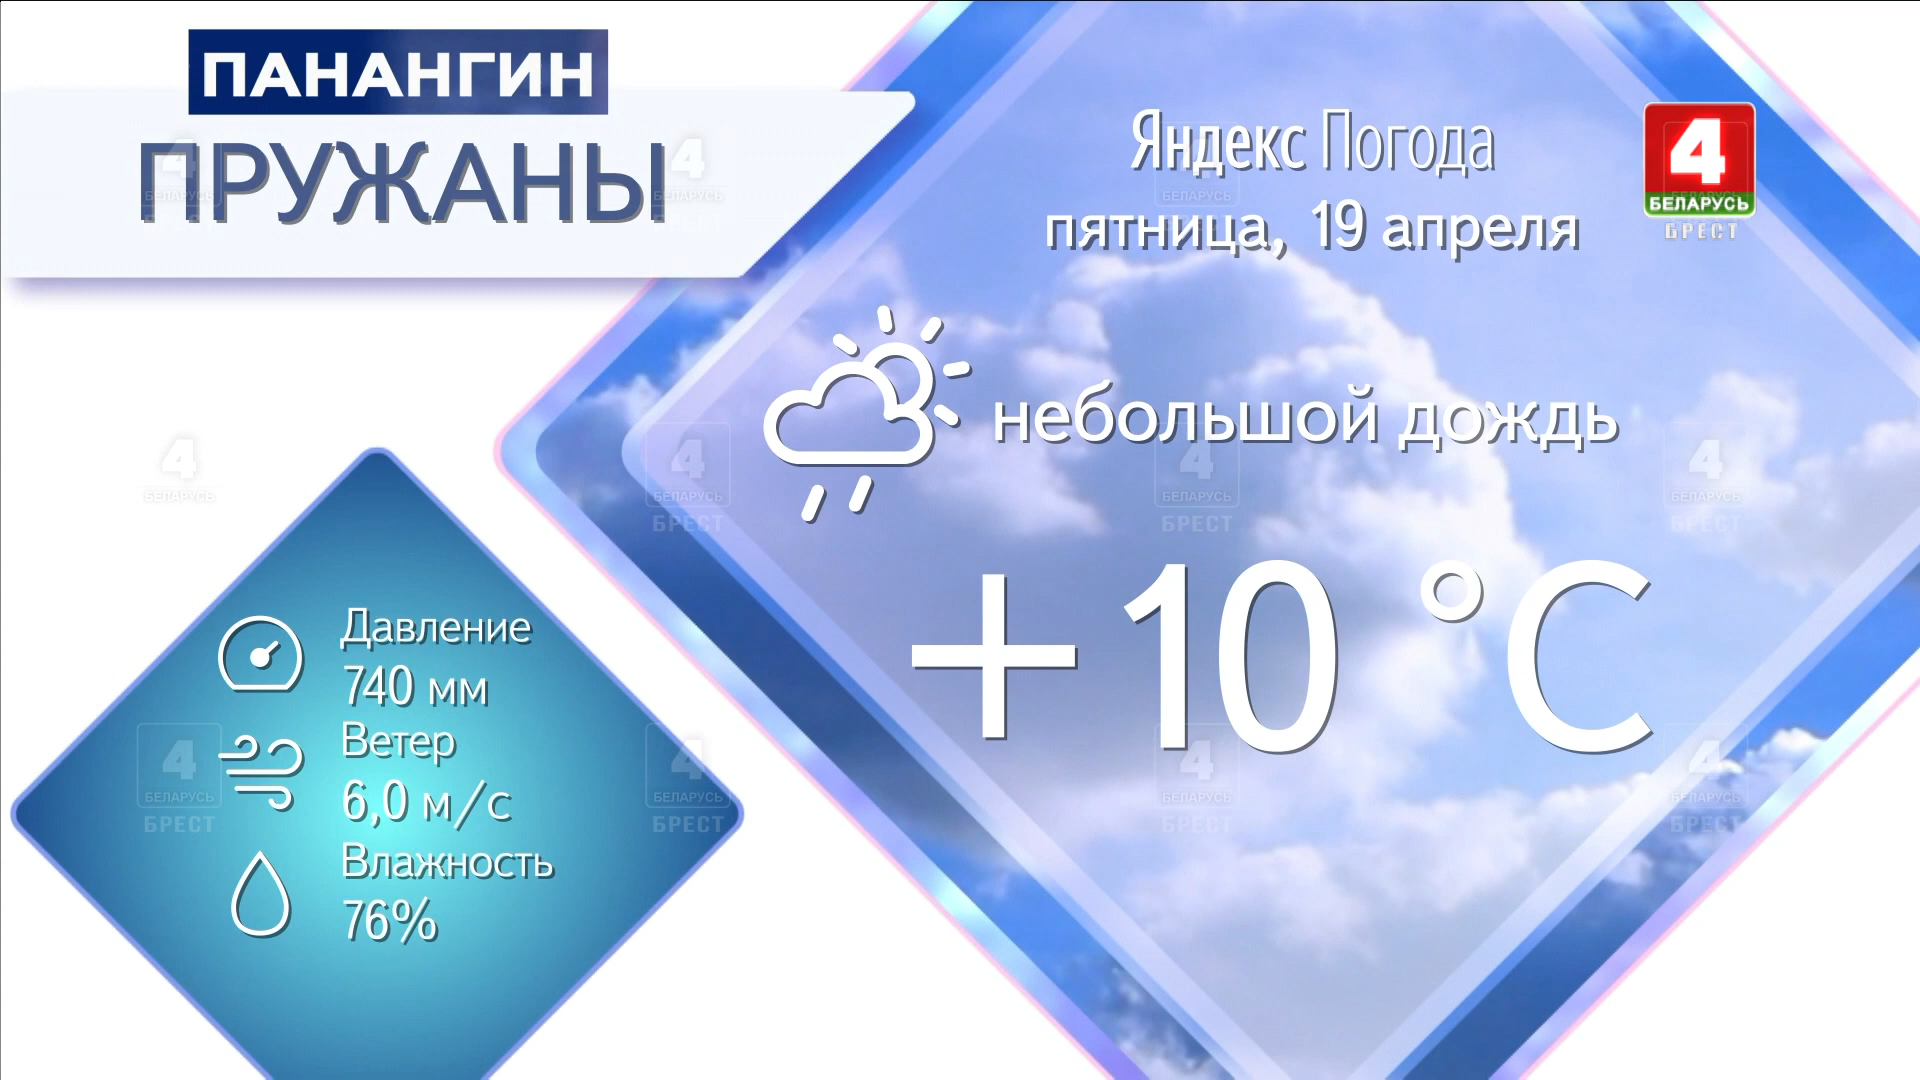 ПАНАНГИН
ПРУЖАНЫ
Яндекс Погода
пятница, 19 апреля
4
БЕЛАРУСЬ
БРЕСТ
небольшой дождь
+10 °C
Давление
740 мм
Ветер
6,0 м/с
Влажность
76%